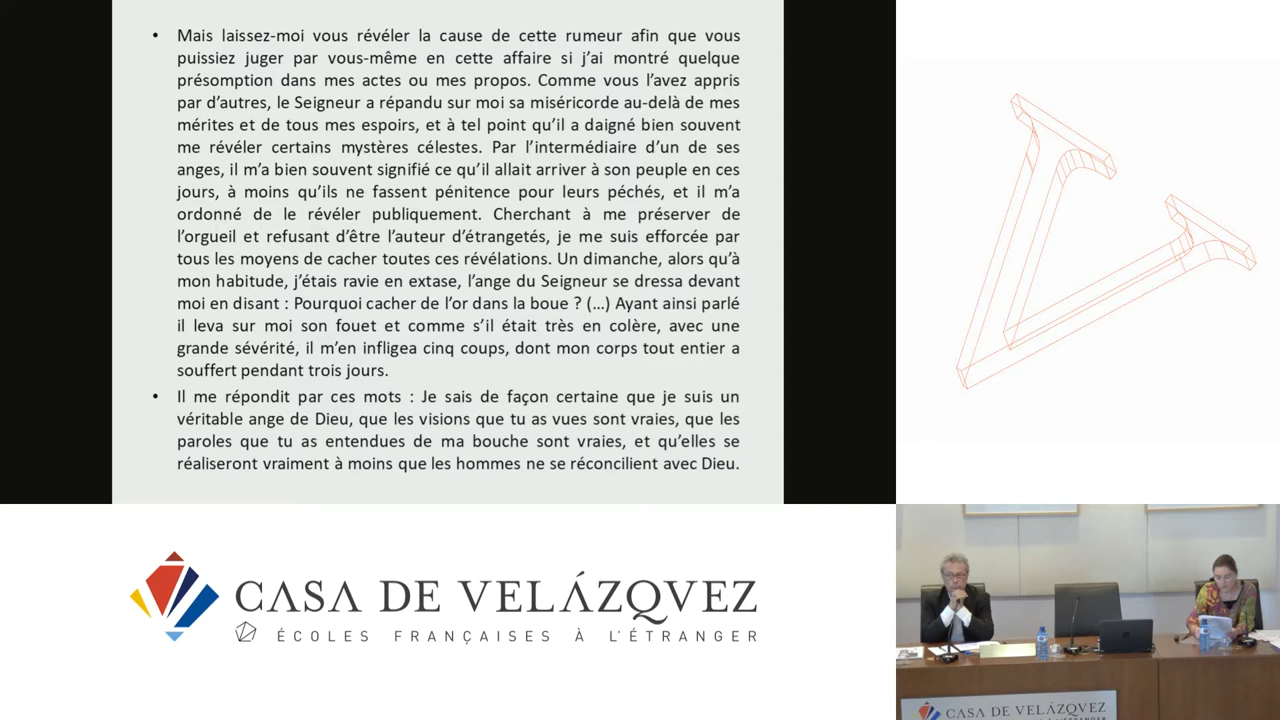 • Mais laissez-moi vous révéler la cause de cette rumeur afin que vous
puissiez juger par vous-même en cette affaire si j’ai montré quelque
présomption dans mes actes ou mes propos. Comme vous l’avez appris
par d’autres, le Seigneur a répandu sur moi sa miséricorde au-delà de mes
mérites et de tous mes espoirs, et à tel point qu’il a daigné bien souvent
me révéler certains mystères célestes. Par l’intermédiaire d’un de ses
anges, il m’a bien souvent signifié ce qu’il allait arriver à son peuple en ces
jours, à moins qu’ils ne fassent pénitence pour leurs péchés, et il m’a
ordonné de le révéler publiquement. Cherchant à me préserver de
l’orgueil et refusant d’être l’auteur d’étrangetés, je me suis efforcée par
tous les moyens de cacher toutes ces révélations. Un dimanche, alors qu’à
mon habitude, j’étais ravie en extase, l’ange du Seigneur se dressa devant
moi en disant : Pourquoi cacher de l’or dans la boue ? (…) Ayant ainsi parlé
il leva sur moi son fouet et comme s’il était très en colère, avec une
grande sévérité, il m’en infligea cinq coups, dont mon corps tout entier a
souffert pendant trois jours.
• Il me répondit par ces mots : Je sais de façon certaine que je suis un
véritable ange de Dieu, que les visions que tu as vues sont vraies, que les
paroles que tu as entendues de ma bouche sont vraies, et qu’elles se
réaliseront vraiment à moins que les hommes ne se réconcilient avec Dieu.
CASA DE VELÁZQVEZ
ÉCOLES FRANÇAISES À L'ÉTRANGER
CASA DE VELÁZQVEZ